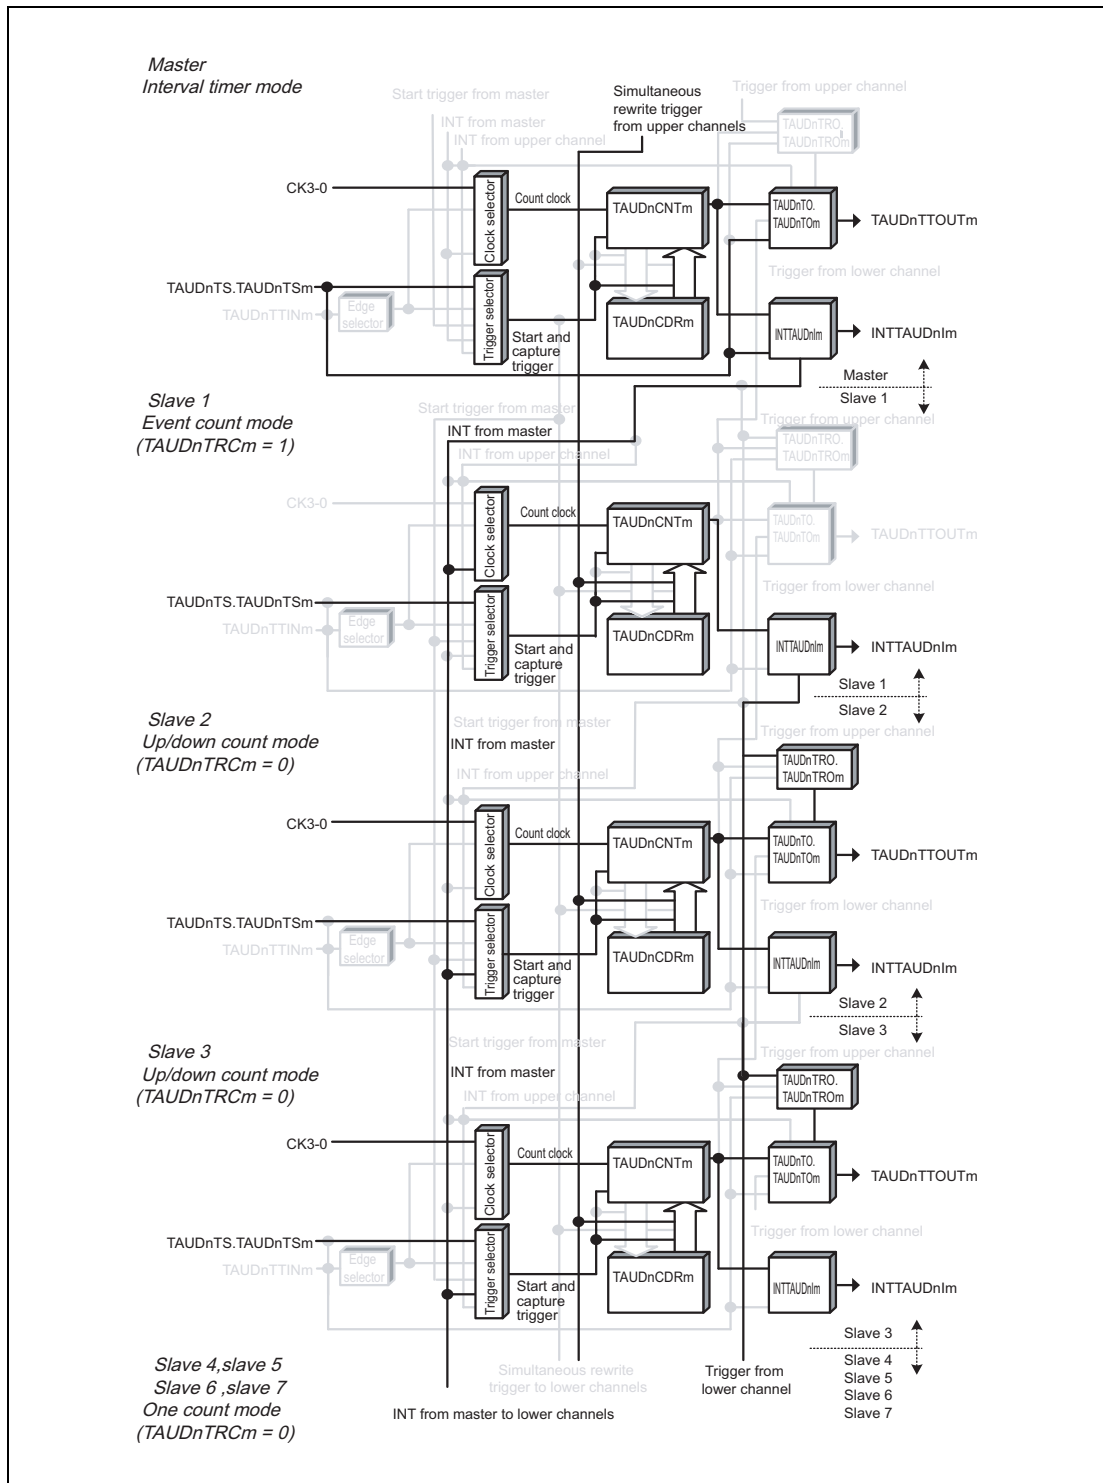 Master
Interval timer mode
Start trigger from master
INT from master
INT from upper channel
Simultaneous
rewrite trigger
from upper channels
Trigger from upper channel
TAUDnTRO.
TAUDnTROm
CK3-0
Clock selector
Count clock
TAUDnCNTm
TAUDnTO.
TAUDnTOm
TAUDnTTOUTm
Trigger from lower channel
TAUDnTS.TAUDnTSm
TAUDnTTINm
Edge
selector
Trigger selector
Start and
capture
trigger
TAUDnCDRm
INTTAUDnIm
INTTAUDnIm
Master
Slave 1
Slave 1
Event count mode
(TAUDnTRCm = 1)
Start trigger from master
INT from master
INT from upper channel
Trigger from upper channel
TAUDnTRO.
TAUDnTROm
CK3-0
Clock selector
Count clock
TAUDnCNTm
TAUDnTO.
TAUDnTOm
TAUDnTTOUTm
Trigger from lower channel
TAUDnTS.TAUDnTSm
TAUDnTTINm
Edge
selector
Trigger selector
Start and
capture
trigger
TAUDnCDRm
INTTAUDnIm
INTTAUDnIm
Slave 1
Slave 2
Slave 2
Up/down count mode
(TAUDnTRCm = 0)
Start trigger from master
INT from master
INT from upper channel
Trigger from upper channel
TAUDnTRO.
TAUDnTROm
CK3-0
Clock selector
Count clock
TAUDnCNTm
TAUDnTO.
TAUDnTOm
TAUDnTTOUTm
Trigger from lower channel
TAUDnTS.TAUDnTSm
TAUDnTTINm
Edge
selector
Trigger selector
Start and
capture
trigger
TAUDnCDRm
INTTAUDnIm
INTTAUDnIm
Slave 2
Slave 3
Slave 3
Up/down count mode
(TAUDnTRCm = 0)
Start trigger from master
INT from master
INT from upper channel
Trigger from upper channel
TAUDnTRO.
TAUDnTROm
CK3-0
Clock selector
Count clock
TAUDnCNTm
TAUDnTO.
TAUDnTOm
TAUDnTTOUTm
Trigger from lower channel
TAUDnTS.TAUDnTSm
TAUDnTTINm
Edge
selector
Trigger selector
Start and
capture
trigger
TAUDnCDRm
INTTAUDnIm
INTTAUDnIm
Slave 3
Slave 4
Slave 5
Slave 6
Slave 7
Slave 4,slave 5
Slave 6 ,slave 7
One count mode
(TAUDnTRCm = 0)
Simultaneous rewrite
trigger to lower channels
Trigger from
lower channel
INT from master to lower channels